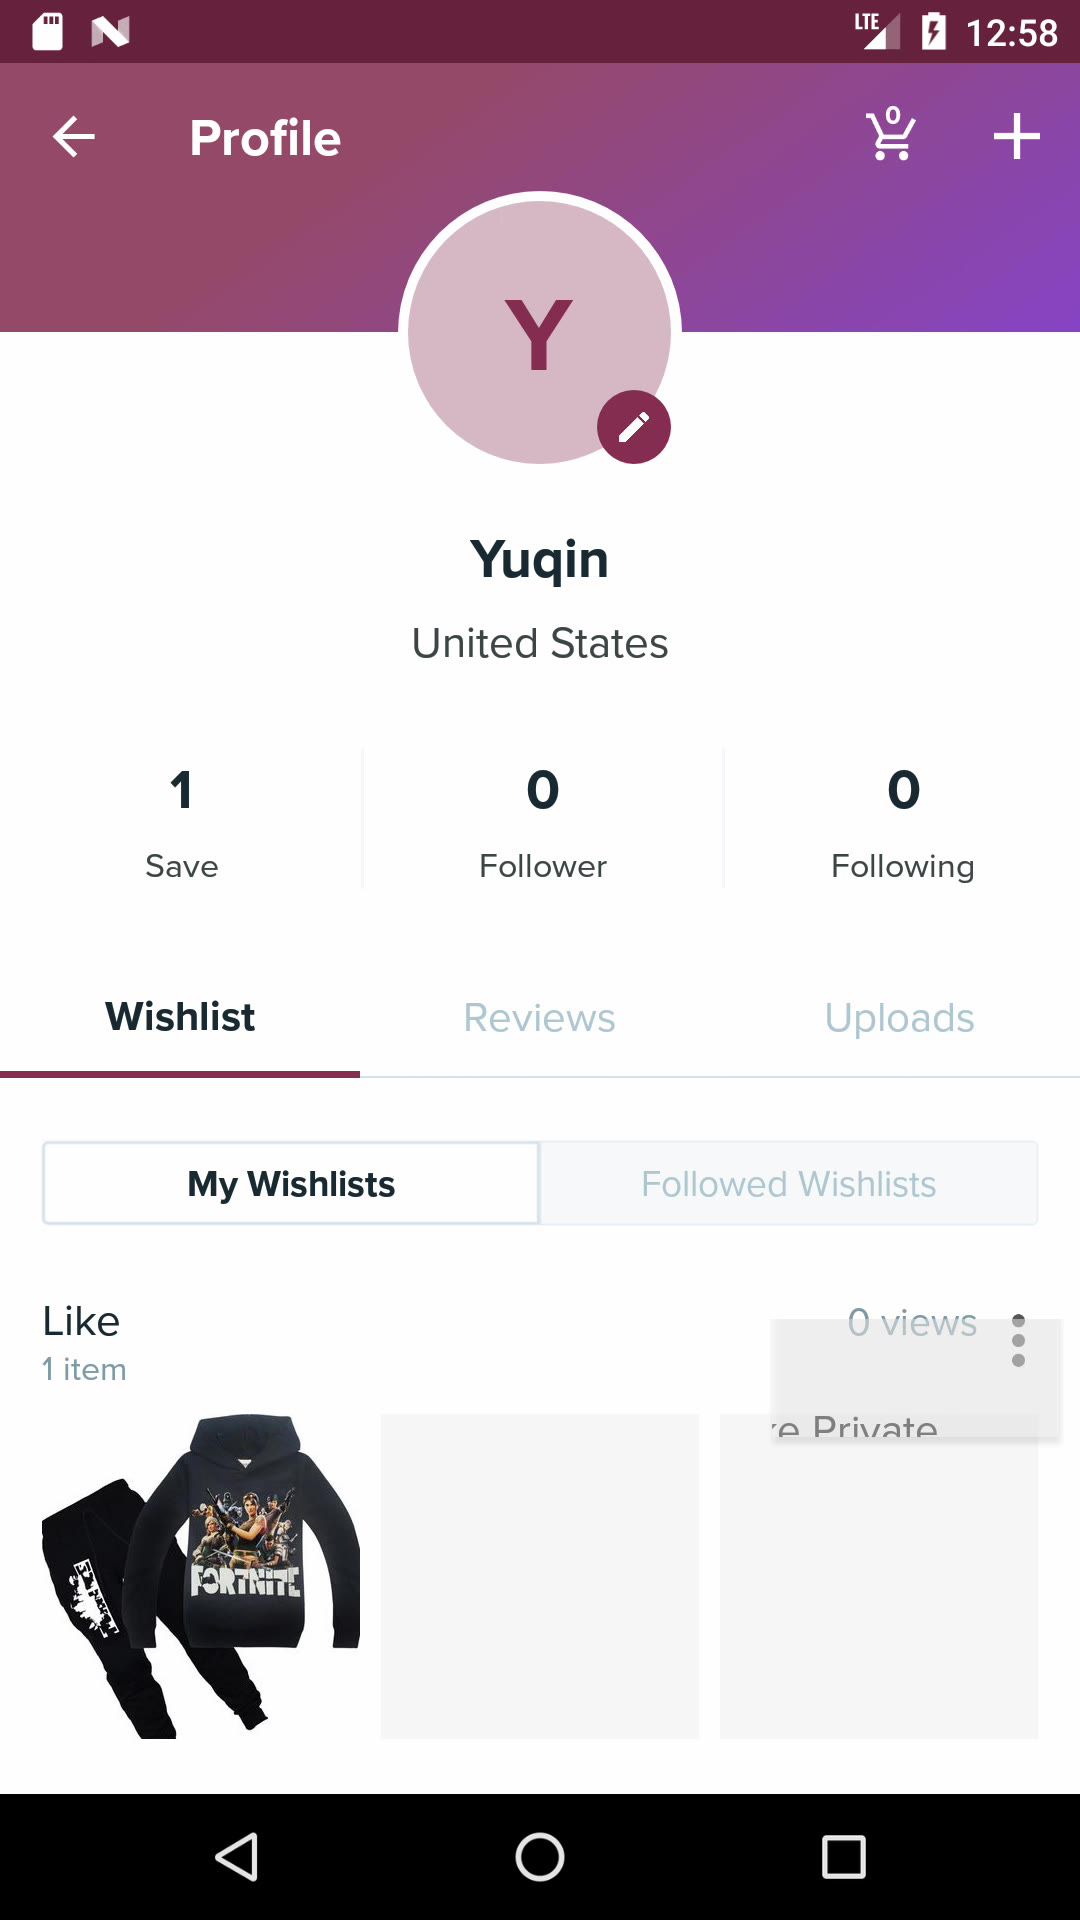 LTE 12:58
Profile
0
Y
Yuqin
United States
1 0 0
Save Follower Following
Wishlist Reviews Uploads
My Wishlists Followed Wishlists
Like 0 views
1 item
Private
FORTNITE